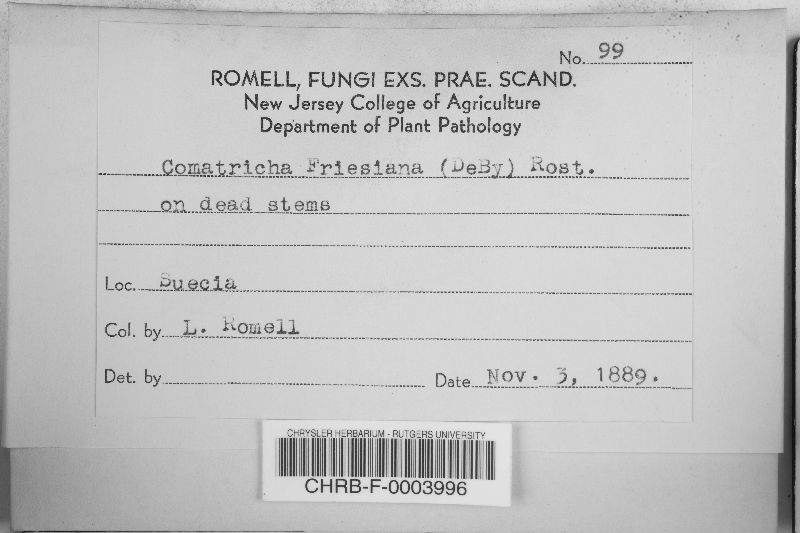 No. 99
ROMELL, FUNGI EXS. PRAE. SCAND.
New Jersey College of Agriculture
Department of Plant Pathology
Comatricha Friesiana (DeBy) Rost.
on dead stems
Loc. Suecia
Col. by L. Romell
Det. by
Date Nov. 3, 1889.
CHRYSLER HERBARIUM - RUTGERS UNIVERSITY
CHRB-F-0003996